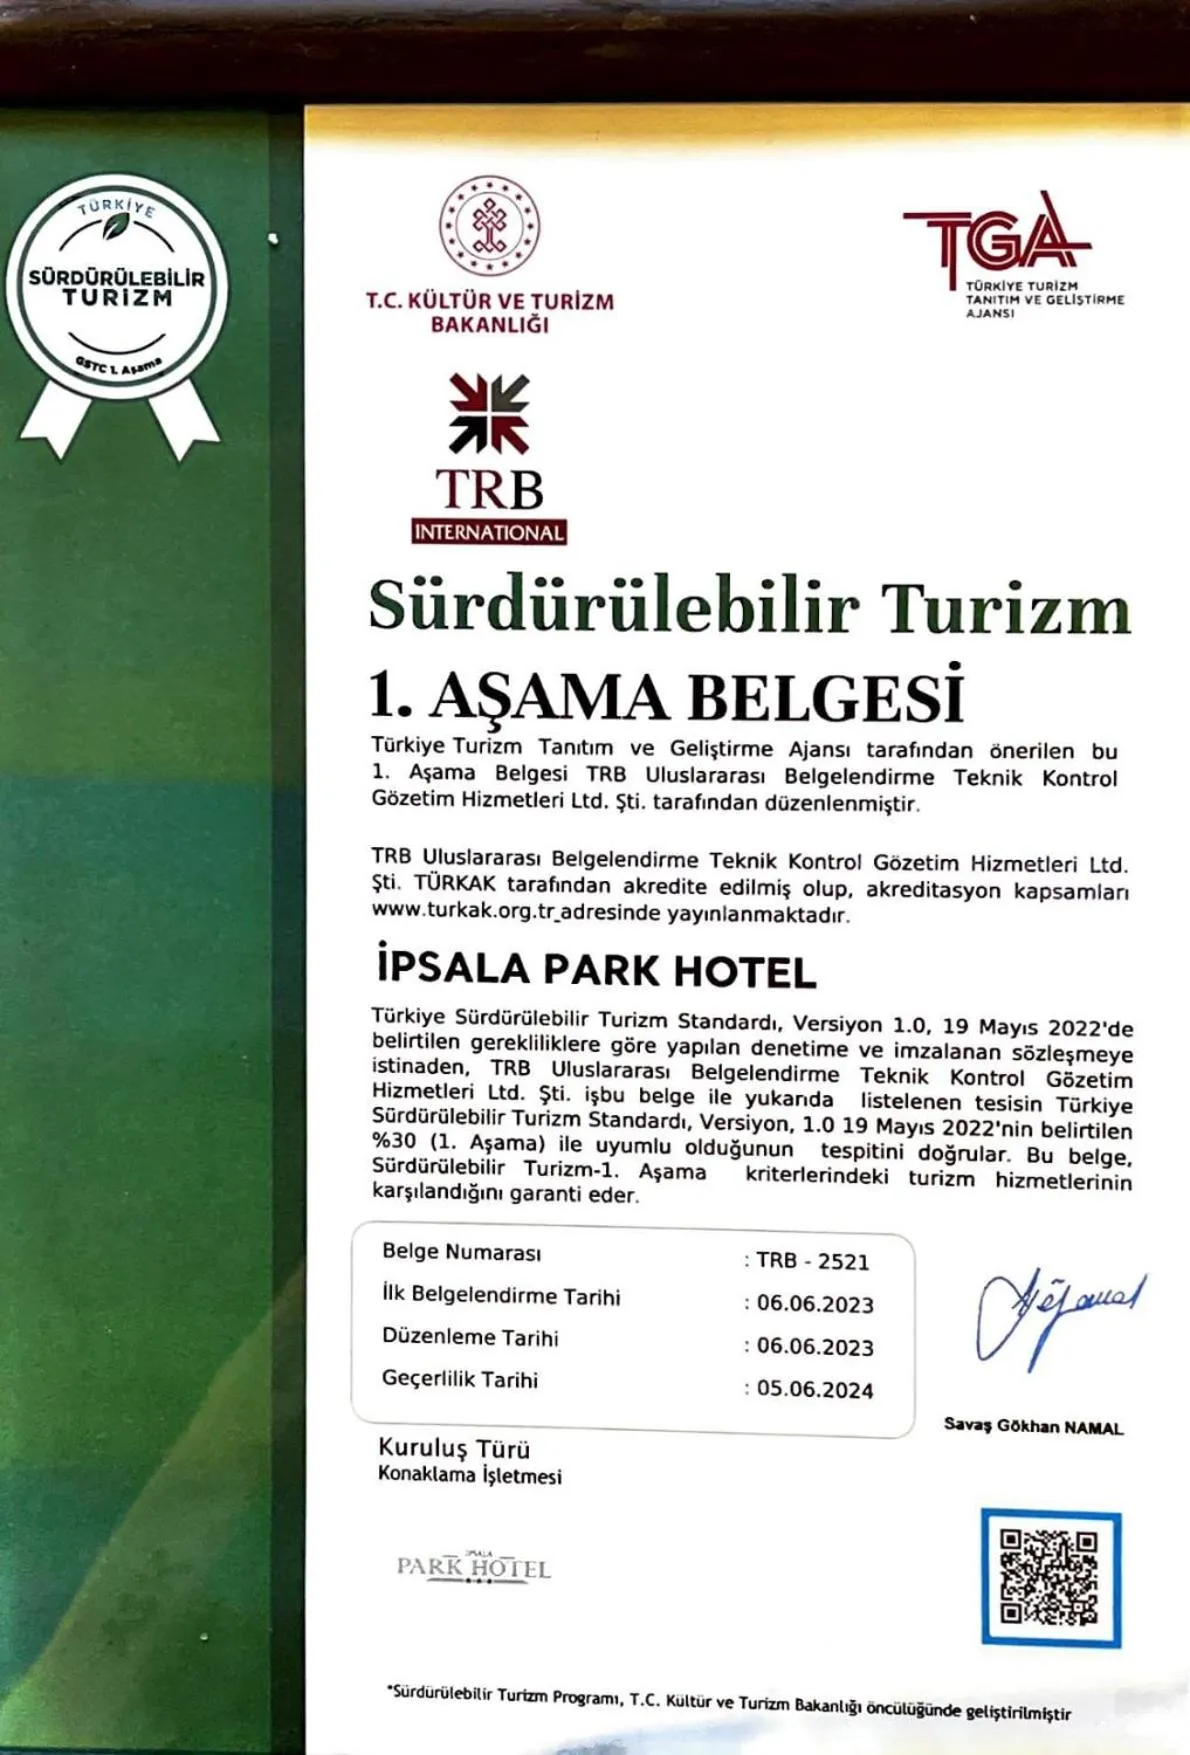 TÜRKİYE
SÜRDÜRÜLEBİLİR
TURIZM
GSTC 1. Aşama
T.C. KÜLTÜR VE TURİZM
BAKANLIĞI
TGA
TÜRKİYE TURİZM
TANITIM VE GELİŞTİRME
AJANSI
TRB
INTERNATIONAL
Sürdürülebilir Turizm
1. AŞAMA BELGESİ
Türkiye Turizm Tanıtım ve Geliştirme Ajansı tarafından önerilen bu
1. Aşama Belgesi TRB Uluslararası Belgelendirme Teknik Kontrol
Gözetim Hizmetleri Ltd. Şti. tarafından düzenlenmiştir.
TRB Uluslararası Belgelendirme Teknik Kontrol Gözetim Hizmetleri Ltd.
Şti. TÜRKAK tarafından akredite edilmiş olup, akreditasyon kapsamları
www.turkak.org.tr adresinde yayınlanmaktadır.
İPSALA PARK HOTEL
Türkiye Sürdürülebilir Turizm Standardı, Versiyon 1.0, 19 Mayıs 2022'de
belirtilen gerekliliklere göre yapılan denetime ve imzalanan sözleşmeye
istinaden, TRB Uluslararası Belgelendirme Teknik Kontrol Gözetim
Hizmetleri Ltd. Şti. işbu belge ile yukarıda listelenen tesisin Türkiye
Sürdürülebilir Turizm Standardı, Versiyon, 1.0 19 Mayıs 2022'nin belirtilen
%30 (1. Aşama) ile uyumlu olduğunun tespitini doğrular. Bu belge,
Sürdürülebilir Turizm-1. Aşama kriterlerindeki turizm hizmetlerinin
karşılandığını garanti eder.
Belge Numarası : TRB - 2521
İlk Belgelendirme Tarihi : 06.06.2023
Düzenleme Tarihi : 06.06.2023
Geçerlilik Tarihi : 05.06.2024
Savaş Gökhan NAMAL
Kuruluş Türü
Konaklama İşletmesi
IPSALA
PARK HOTEL
*Sürdürülebilir Turizm Programı, T.C. Kültür ve Turizm Bakanlığı öncülüğünde geliştirilmiştir